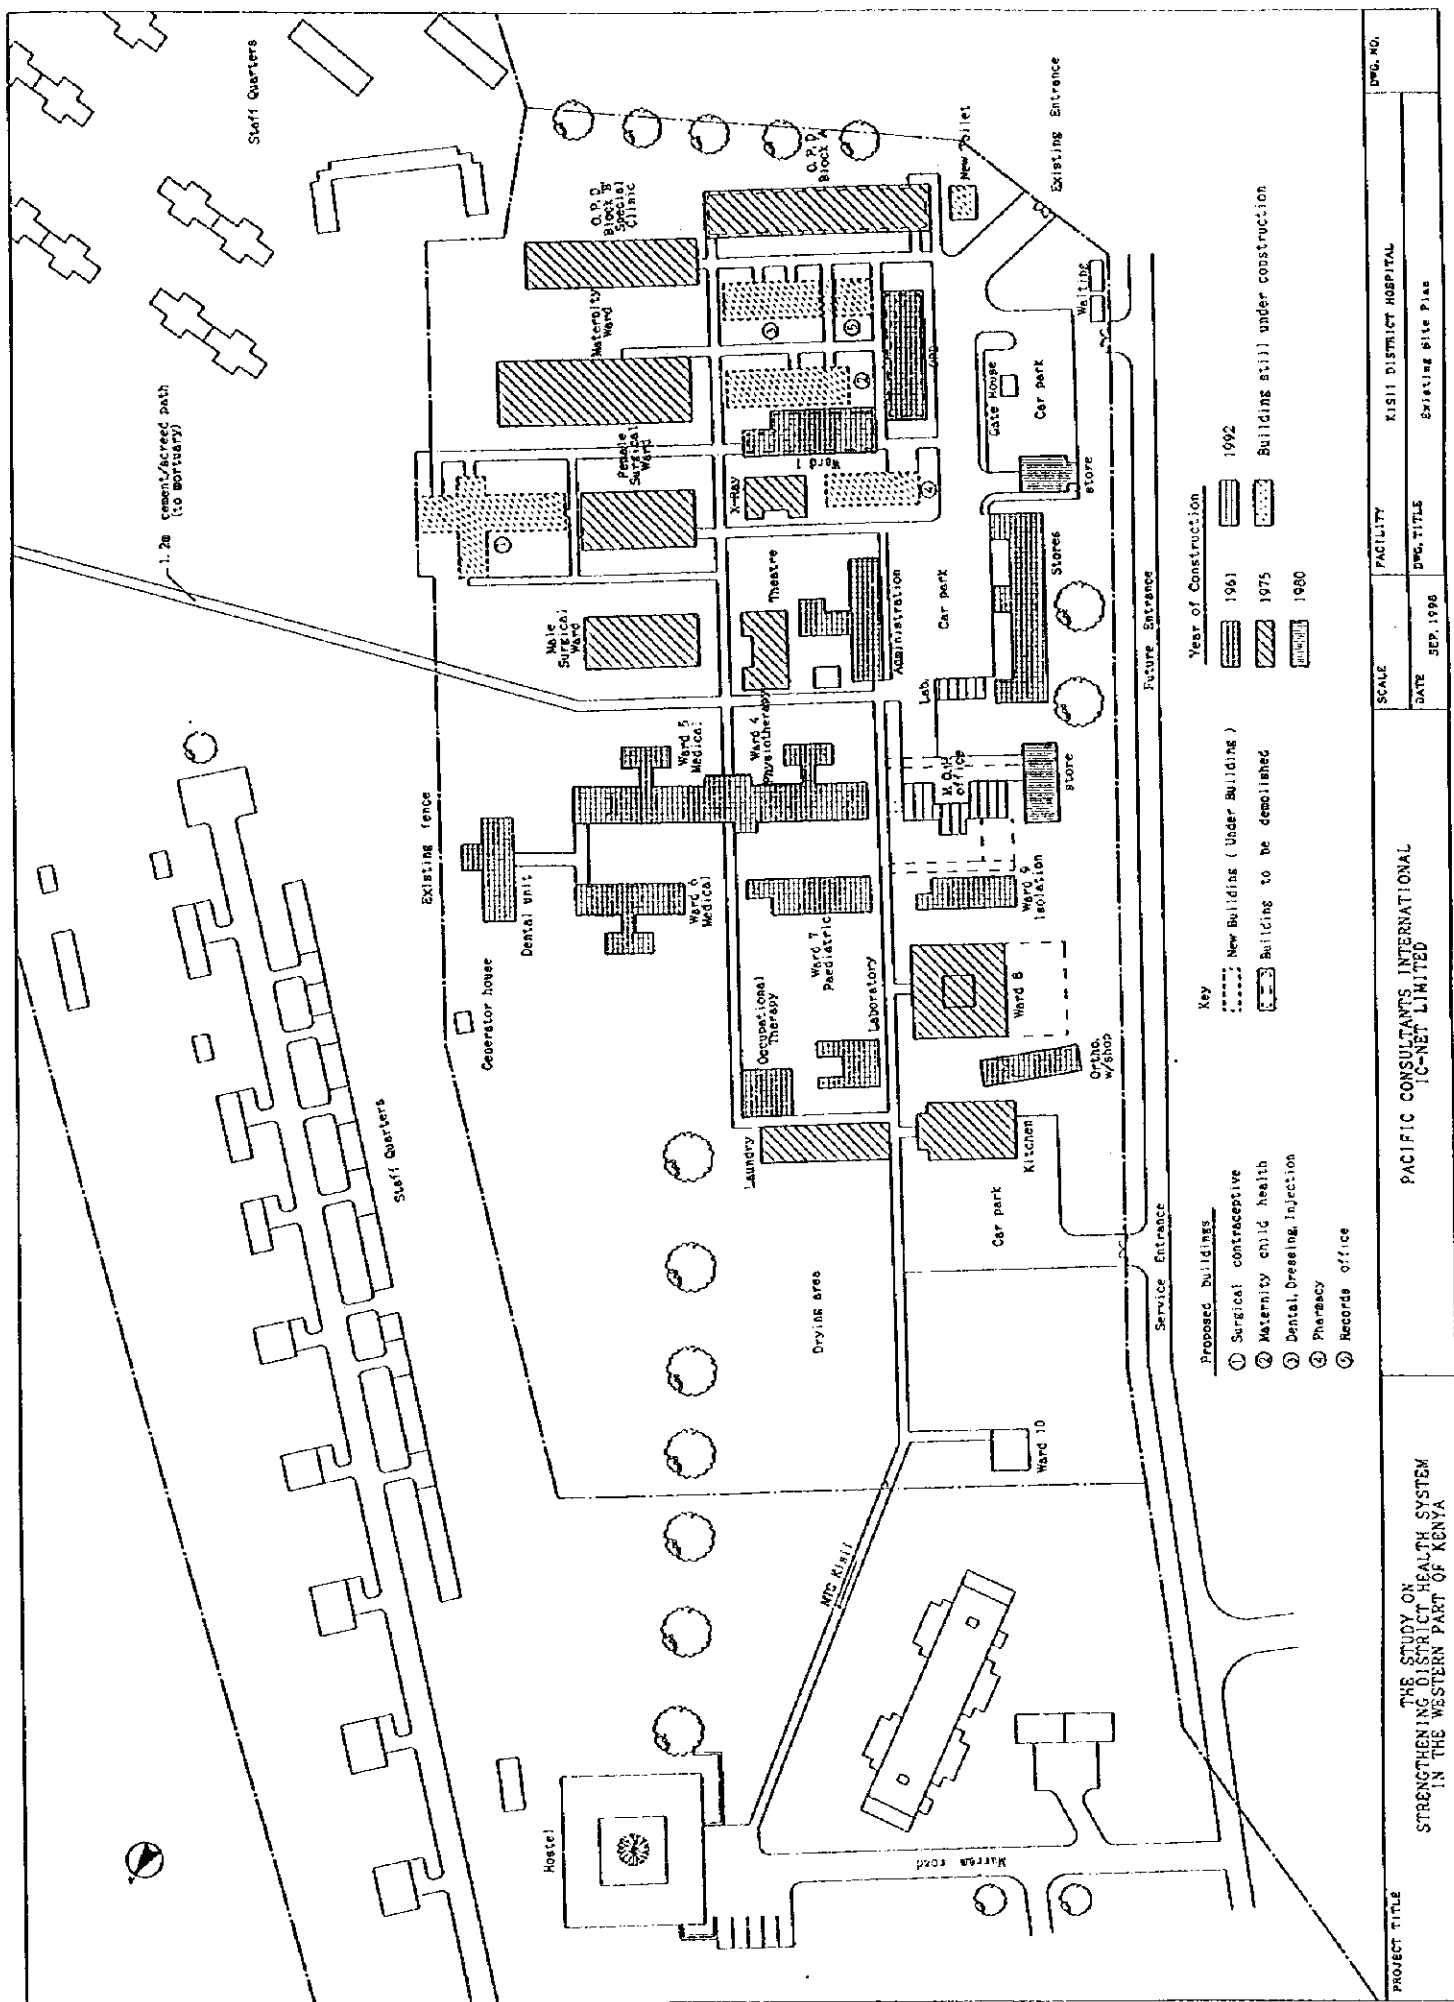 Staff Quarters
1.2m cement/screed path
(to mortuary)
Existing fence
Generator house
Dental unit
Staff Quarters
Hostel
Male
Surgical
Ward
Female
Surgical
Ward
Maternity
Ward
O.P.D
Block 'B'
Special
Clinic
O.P.D
Block 'A'
New Toilet
Existing Entrance
①
②
③
④
⑤
Ward 6
Medical
Ward 5
Medical
Ward 4
Physiotherapy
Theatre
X-Ray
Ward 1
OPD
Laundry
Occupational
Therapy
Ward 7
Paediatric
Laboratory
Administration
Drying area
MTC Kisii
Murram road
Ward 10
Car park
Kitchen
Ortho.
w/shop
Ward 8
Ward 9
Isolation
M.O.H
office
store
Lab.
Car park
Stores
store
Gate House
Car park
Waiting
Service Entrance
Future Entrance
Proposed buildings
① Surgical contraceptive
② Maternity child health
③ Dental, Dressing, Injection
④ Pharmacy
⑤ Records office
Key
New Building ( Under Building )
Building to be demolished
Year of Construction
1961
1992
1975
Building still under construction
1980
PROJECT TITLE
THE STUDY ON
STRENGTHENING DISTRICT HEALTH SYSTEM
IN THE WESTERN PART OF KENYA
PACIFIC CONSULTANTS INTERNATIONAL
IC-NET LIMITED
SCALE
DATE
SEP. 1998
FACILITY
KISII DISTRICT HOSPITAL
DWG. TITLE
Existing Site Plan
DWG. NO.